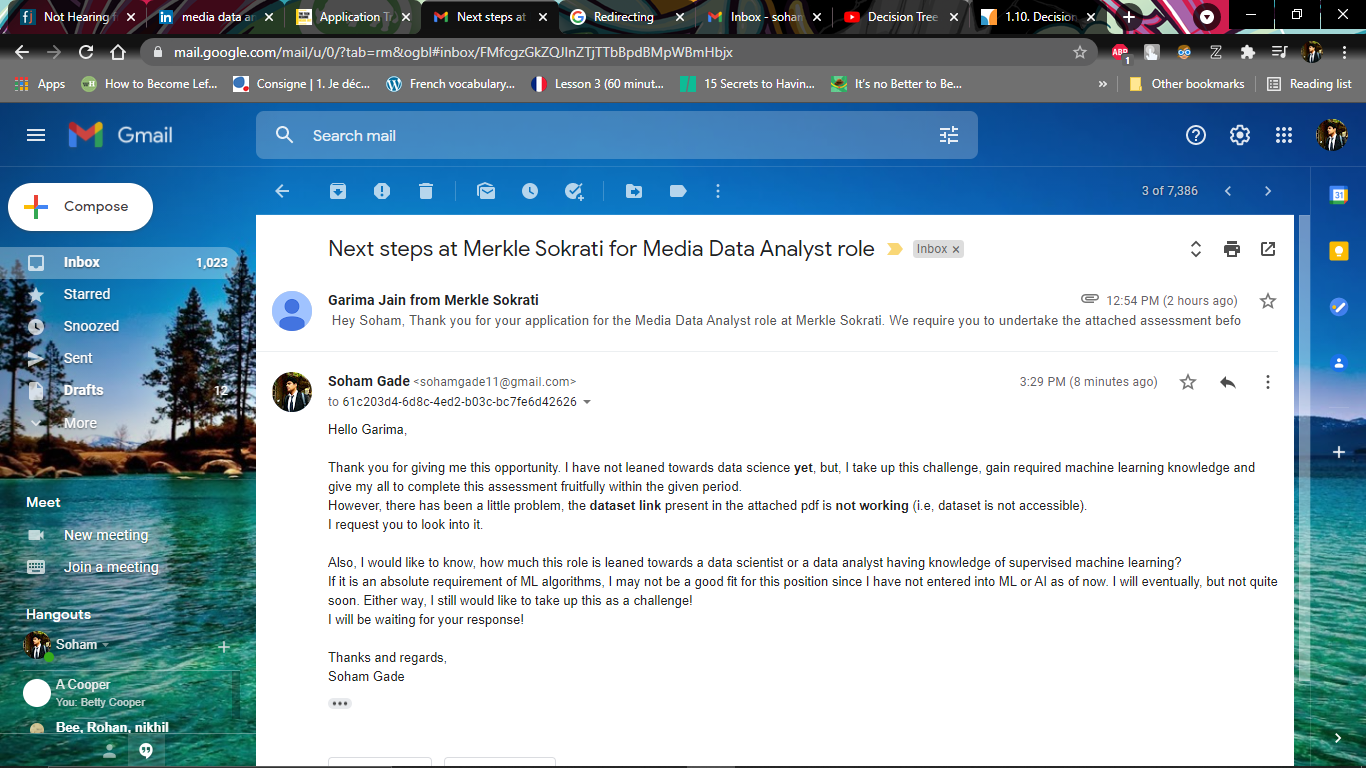 Not Hearing f
media data ar
Application Tr
Next steps at
Redirecting
Inbox - sohan
Decision Tree
1.10. Decision
mail.google.com/mail/u/0/?tab=rm&ogbl#inbox/FMfcgzGkZQJlnZTjTTbBpdBMpWBmHbjx
ABP
1
Apps
How to Become Lef...
Consigne | 1. Je déc...
French vocabulary...
Lesson 3 (60 minut...
15 Secrets to Havin...
It's no Better to Be...
»
Other bookmarks
Reading list
Gmail
Search mail
Compose
3 of 7,386
Inbox 1,023
Starred
Snoozed
Sent
Drafts 12
More
Meet
New meeting
Join a meeting
Hangouts
Soham
A Cooper
You: Betty Cooper
Bee, Rohan, nikhil
Next steps at Merkle Sokrati for Media Data Analyst role
Inbox x
Garima Jain from Merkle Sokrati
12:54 PM (2 hours ago)
Hey Soham, Thank you for your application for the Media Data Analyst role at Merkle Sokrati. We require you to undertake the attached assessment befo
Soham Gade <sohamgade11@gmail.com>
3:29 PM (8 minutes ago)
to 61c203d4-6d8c-4ed2-b03c-bc7fe6d42626
Hello Garima,
Thank you for giving me this opportunity. I have not leaned towards data science yet, but, I take up this challenge, gain required machine learning knowledge and
give my all to complete this assessment fruitfully within the given period.
However, there has been a little problem, the dataset link present in the attached pdf is not working (i.e, dataset is not accessible).
I request you to look into it.
Also, I would like to know, how much this role is leaned towards a data scientist or a data analyst having knowledge of supervised machine learning?
If it is an absolute requirement of ML algorithms, I may not be a good fit for this position since I have not entered into ML or AI as of now. I will eventually, but not quite
soon. Either way, I still would like to take up this as a challenge!
I will be waiting for your response!
Thanks and regards,
Soham Gade
31